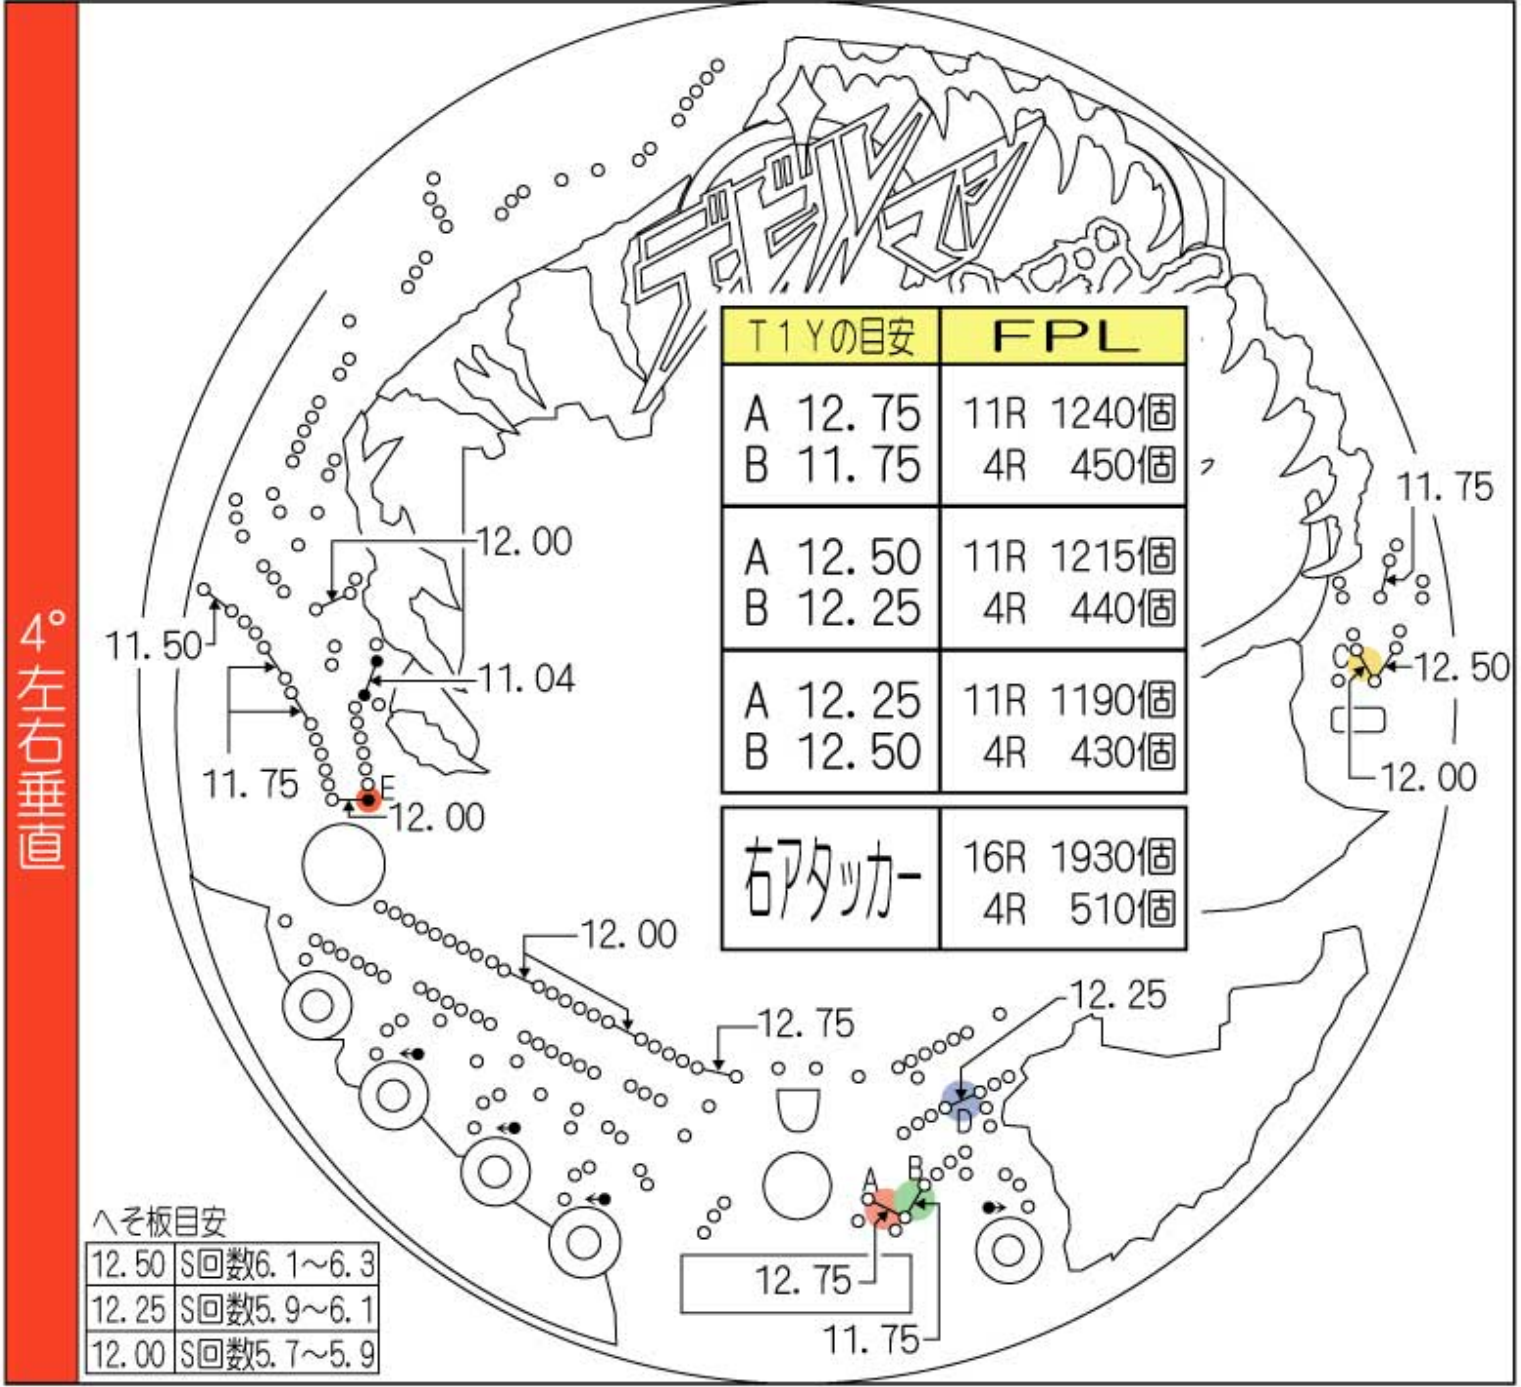 4°左右垂直
デビルマン
T1Yの目安 FPL
A 12.75 11R 1240個
B 11.75 4R 450個
A 12.50 11R 1215個
B 12.25 4R 440個
A 12.25 11R 1190個
B 12.50 4R 430個
右アタッカー 16R 1930個
4R 510個
11.75
12.00
11.50
C
12.50
11.04
12.00
11.75
E
12.00
12.00
12.25
12.75
D
A
B
12.75
11.75
へそ板目安
12.50 S回数6.1～6.3
12.25 S回数5.9～6.1
12.00 S回数5.7～5.9